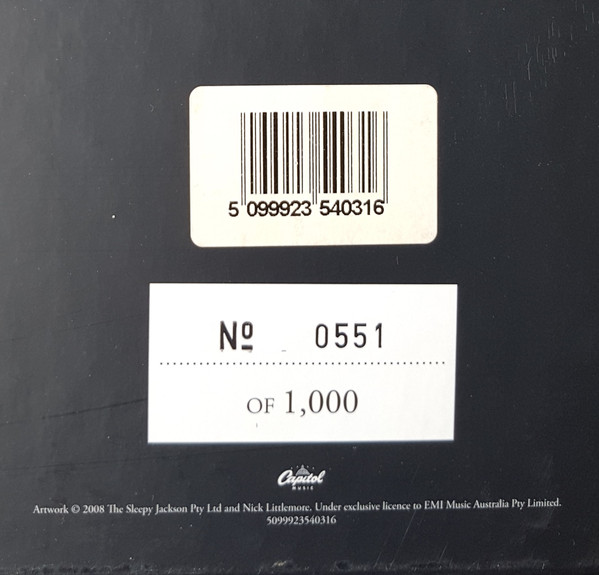 5 099923 540316
Nº 0551
OF 1,000
Capitol
MUSIC
Artwork © 2008 The Sleepy Jackson Pty Ltd and Nick Littlemore. Under exclusive licence to EMI Music Australia Pty Limited.
5099923540316